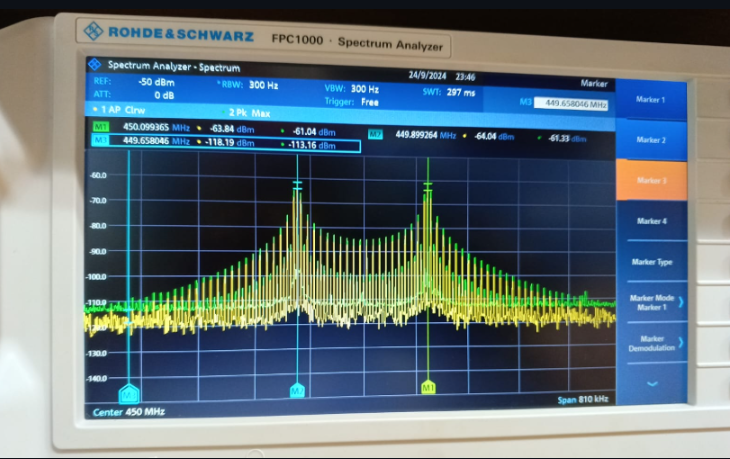 ROHDE&SCHWARZ FPC1000 · Spectrum Analyzer
Spectrum Analyzer - Spectrum 24/9/2024 23:46 Marker
REF: -50 dBm * RBW: 300 Hz VBW: 300 Hz SWT: 297 ms M3 449.658046 MHz
ATT: 0 dB Trigger: Free
1 AP Clrw 2 Pk Max
M1 450.099365 MHz -63.84 dBm -61.04 dBm M2 449.899264 MHz -64.04 dBm -61.33 dBm
449.658046 MHz -118.19 dBm -113.16 dBm
-60.0
-70.0
-80.0
-90.0
-100.0
-110.0
-120.0
-130.0
-140.0
M2 M1
Center 450 MHz Span 810 kHz
Marker 1
Marker 2
Marker 3
Marker 4
Marker Type
Marker Mode
Marker 1
Marker
Demodulation